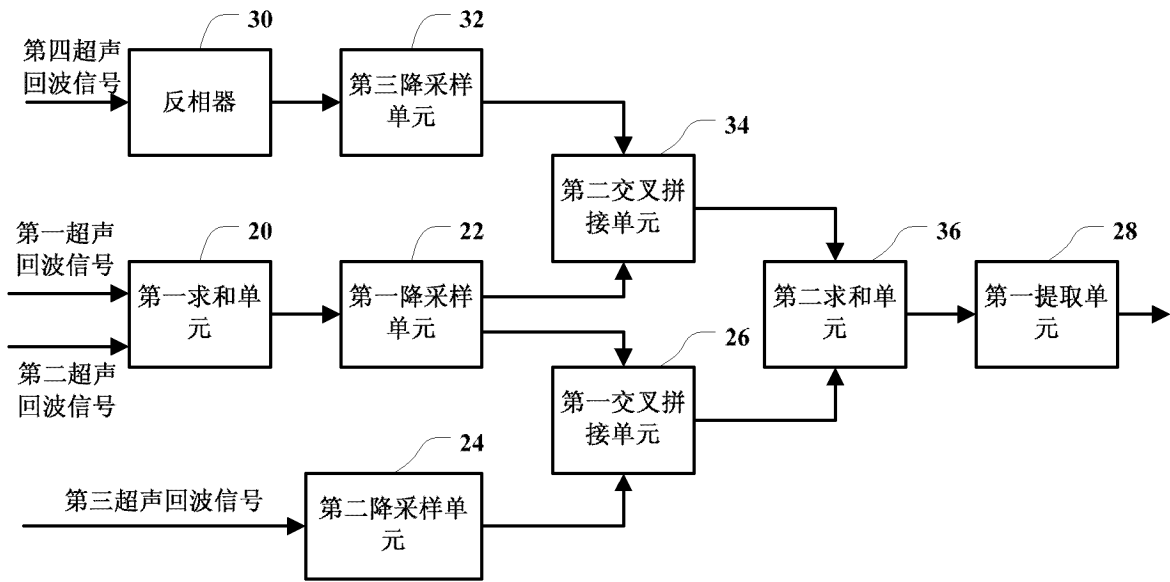 30
第四超声
回波信号
反相器
32
第三降采样
单元
34
第二交叉拼
接单元
第一超声
回波信号
20
第一求和单
元
第二超声
回波信号
22
第一降采样
单元
36
第二求和单
元
28
第一提取单
元
26
第一交叉拼
接单元
24
第三超声回波信号
第二降采样单
元